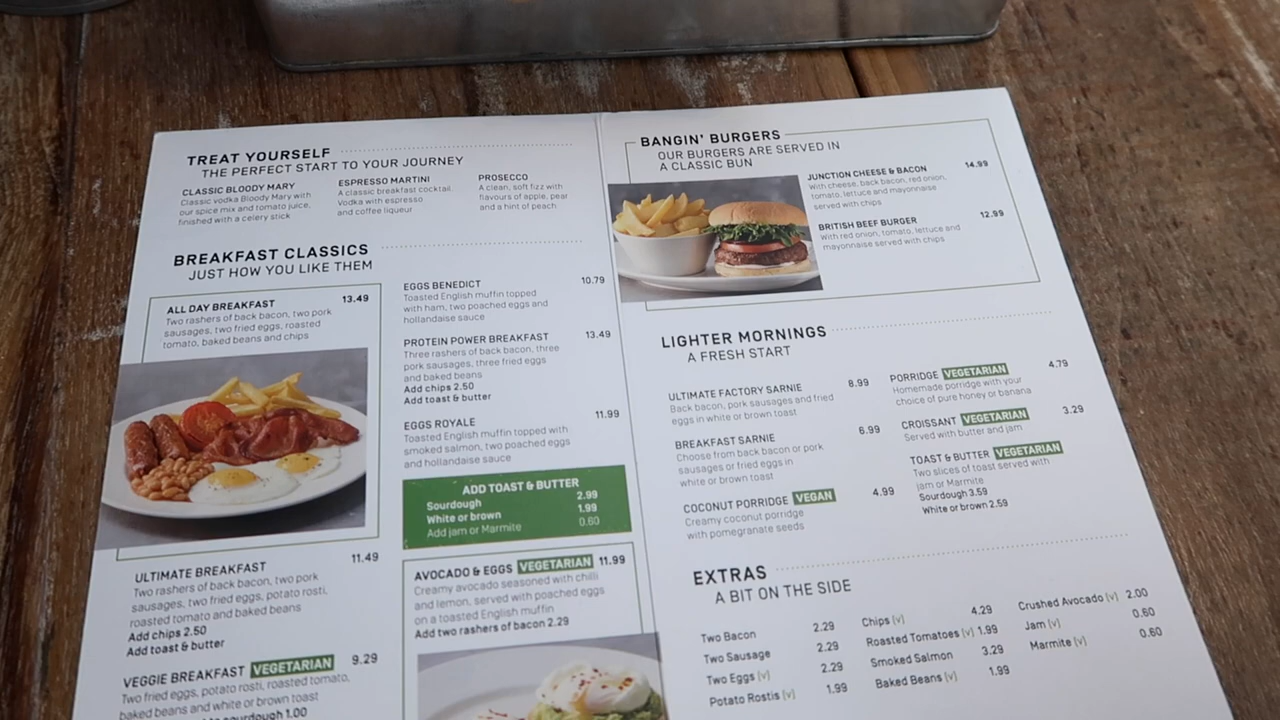 TREAT YOURSELF
THE PERFECT START TO YOUR JOURNEY
CLASSIC BLOODY MARY
Classic vodka Bloody Mary with
our spice mix and tomato juice,
finished with a celery stick
ESPRESSO MARTINI
A classic breakfast cocktail.
Vodka with espresso
and coffee liqueur
PROSECCO
A clean, soft fizz with
flavours of apple, pear
and a hint of peach
BREAKFAST CLASSICS
JUST HOW YOU LIKE THEM
ALL DAY BREAKFAST 13.49
Two rashers of back bacon, two pork
sausages, two fried eggs, roasted
tomato, baked beans and chips
ULTIMATE BREAKFAST 11.49
Two rashers of back bacon, two pork
sausages, two fried eggs, potato rosti,
roasted tomato and baked beans
Add chips 2.50
Add toast & butter
VEGGIE BREAKFAST VEGETARIAN 9.29
Two fried eggs, potato rosti, roasted tomato,
baked beans and white or brown toast
sourdough 1.00
EGGS BENEDICT 10.79
Toasted English muffin topped
with ham, two poached eggs and
hollandaise sauce
PROTEIN POWER BREAKFAST 13.49
Three rashers of back bacon, three
pork sausages, three fried eggs
and baked beans
Add chips 2.50
Add toast & butter
EGGS ROYALE 11.99
Toasted English muffin topped with
smoked salmon, two poached eggs
and hollandaise sauce
ADD TOAST & BUTTER
Sourdough 2.99
White or brown 1.99
Add jam or Marmite 0.60
AVOCADO & EGGS VEGETARIAN 11.99
Creamy avocado seasoned with chilli
and lemon, served with poached eggs
on a toasted English muffin
Add two rashers of bacon 2.29
BANGIN' BURGERS
OUR BURGERS ARE SERVED IN
A CLASSIC BUN
JUNCTION CHEESE & BACON 14.99
With cheese, back bacon, red onion,
tomato, lettuce and mayonnaise
served with chips
BRITISH BEEF BURGER 12.99
With red onion, tomato, lettuce and
mayonnaise served with chips
LIGHTER MORNINGS
A FRESH START
ULTIMATE FACTORY SARNIE 8.99
Back bacon, pork sausages and fried
eggs in white or brown toast
BREAKFAST SARNIE 6.99
Choose from back bacon or pork
sausages or fried eggs in
white or brown toast
COCONUT PORRIDGE VEGAN 4.99
Creamy coconut porridge
with pomegranate seeds
PORRIDGE VEGETARIAN 4.79
Homemade porridge with your
choice of pure honey or banana
CROISSANT VEGETARIAN 3.29
Served with butter and jam
TOAST & BUTTER VEGETARIAN
Two slices of toast served with
jam or Marmite
Sourdough 3.59
White or brown 2.59
EXTRAS
A BIT ON THE SIDE
Two Bacon 2.29
Two Sausage 2.29
Two Eggs (v) 2.29
Potato Rostis (v) 1.99
Chips (v) 4.29
Roasted Tomatoes (v) 1.99
Smoked Salmon 3.29
Baked Beans (v) 1.99
Crushed Avocado (v) 2.00
Jam (v) 0.60
Marmite (v) 0.60